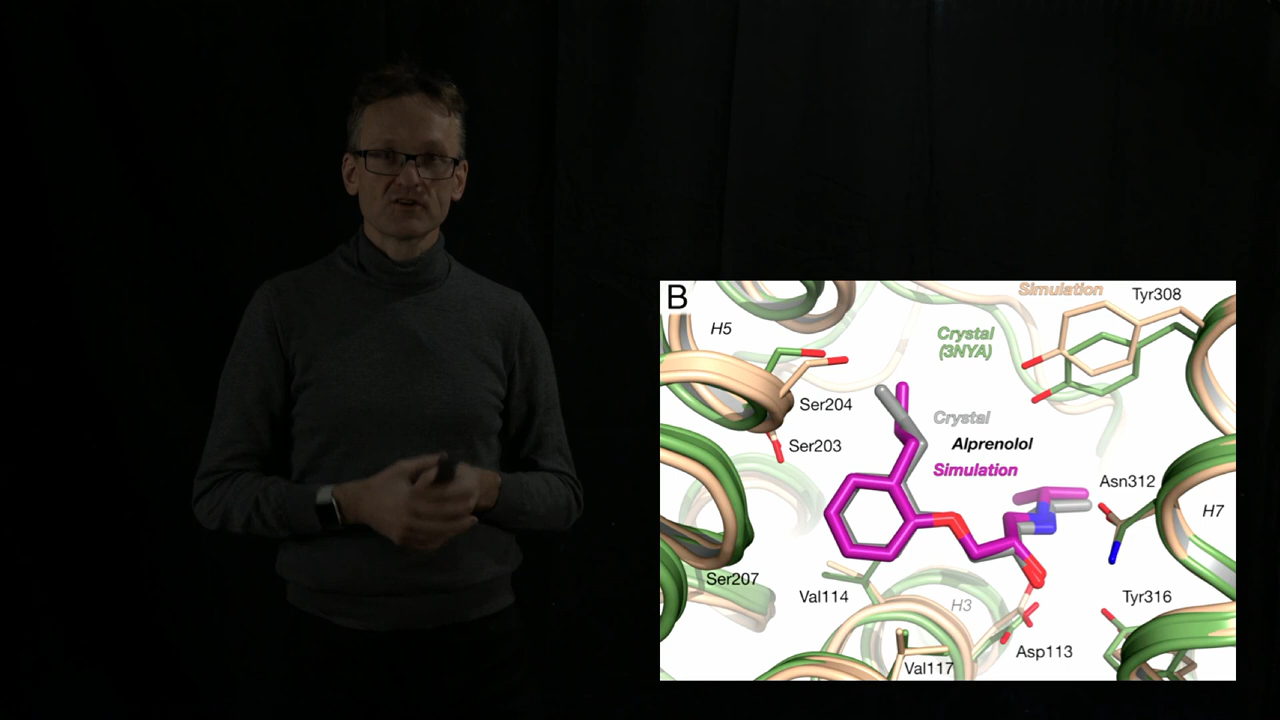 B
Simulation
Tyr308
H5
Crystal
(3NYA)
Ser204
Crystal
Ser203
Alprenolol
Simulation
Asn312
H7
Ser207
Val114
H3
Tyr316
Asp113
Val117